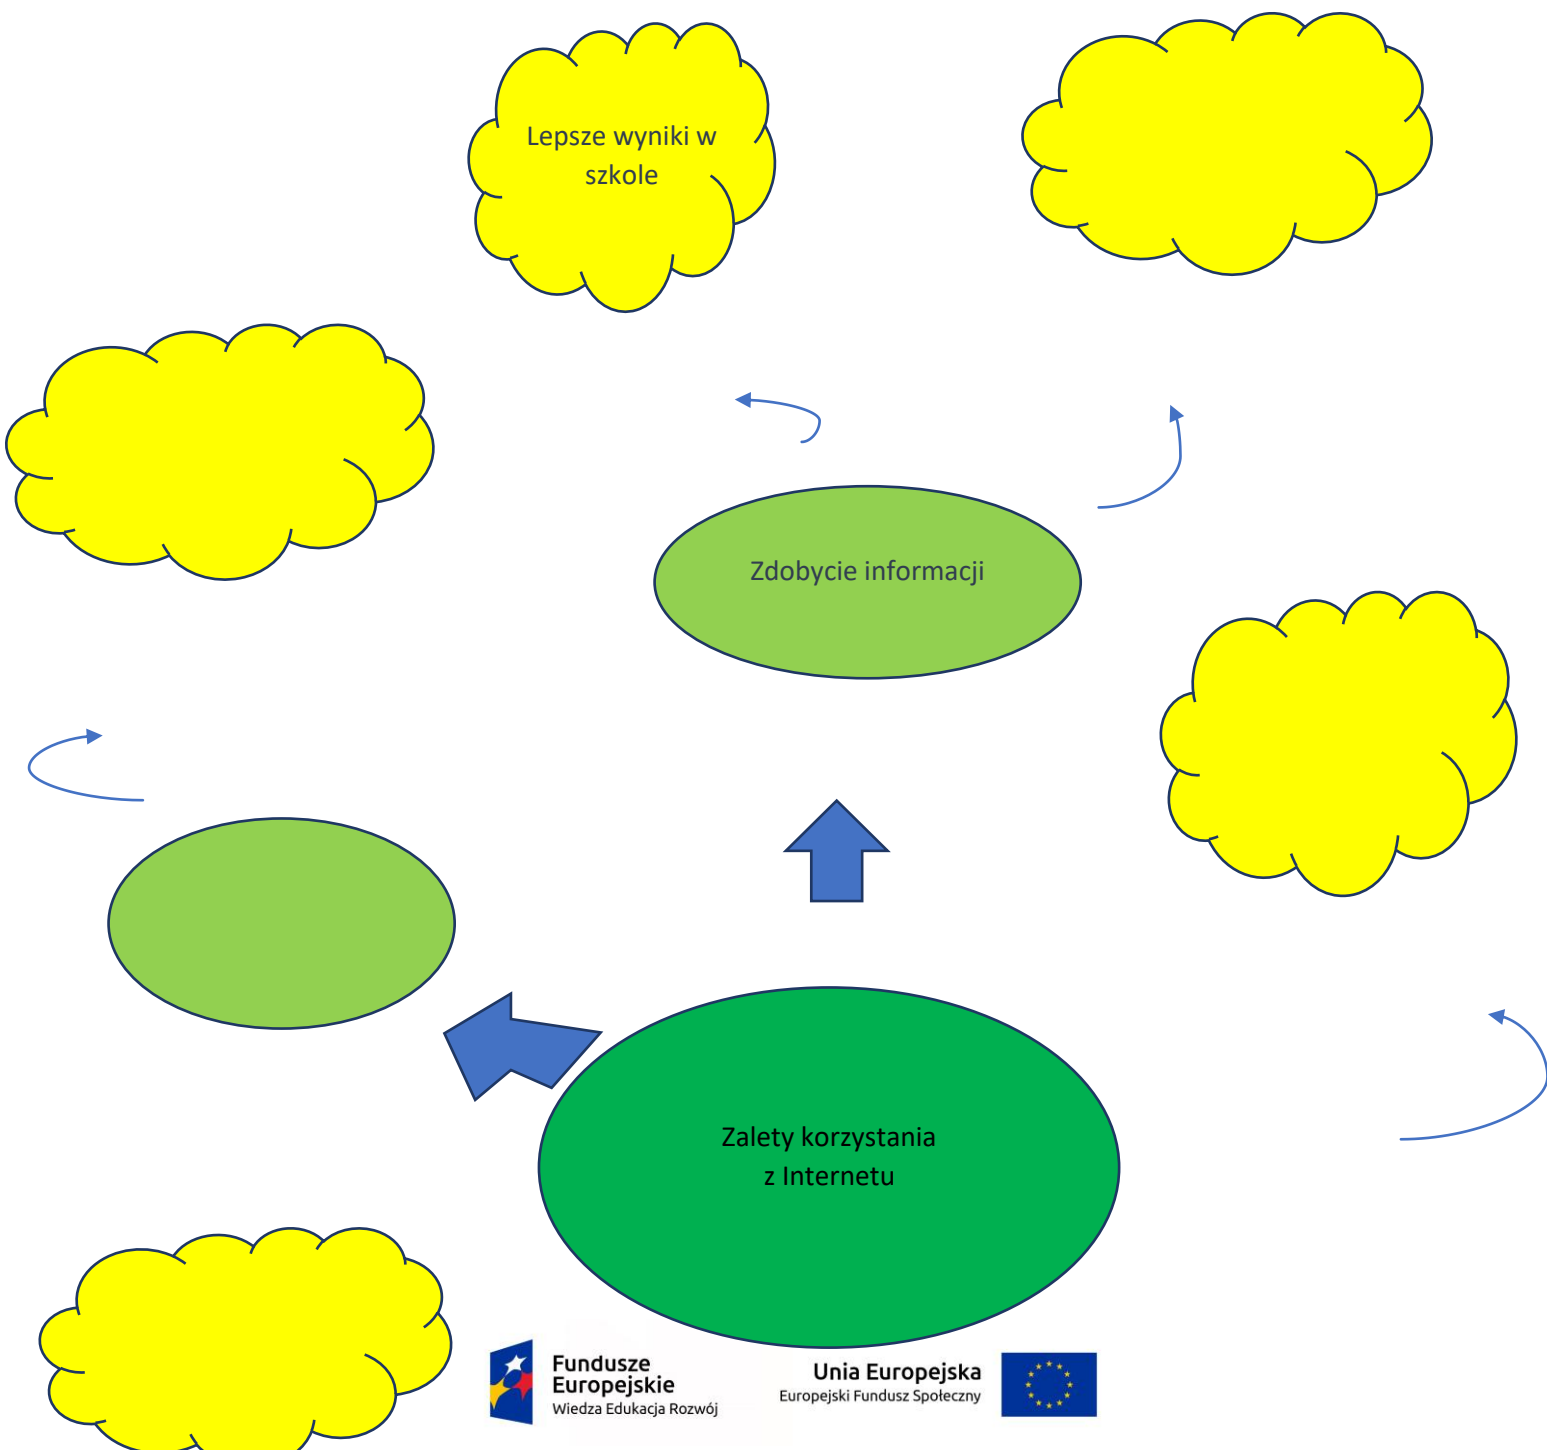 Lepsze wyniki w
szkole
Zdobycie informacji
Zalety korzystania
z Internetu
Fundusze
Europejskie
Wiedza Edukacja Rozwój
Unia Europejska
Europejski Fundusz Społeczny